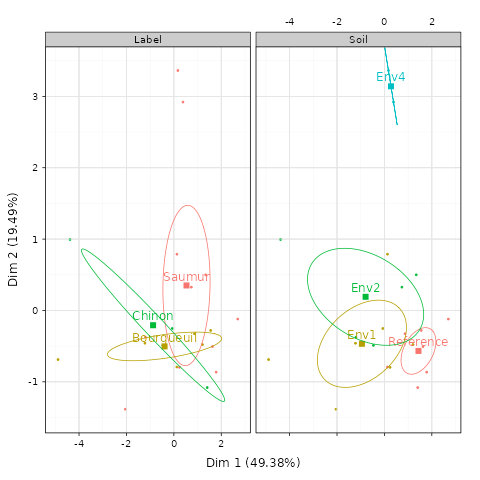 -4 -2 0 2
Label Soil
Env4
3
2
1
Saumur
Env2
0
Chinon
Bourgueil Env1 Reference
-1
-4 -2 0 2
Dim 2 (19.49%)
Dim 1 (49.38%)